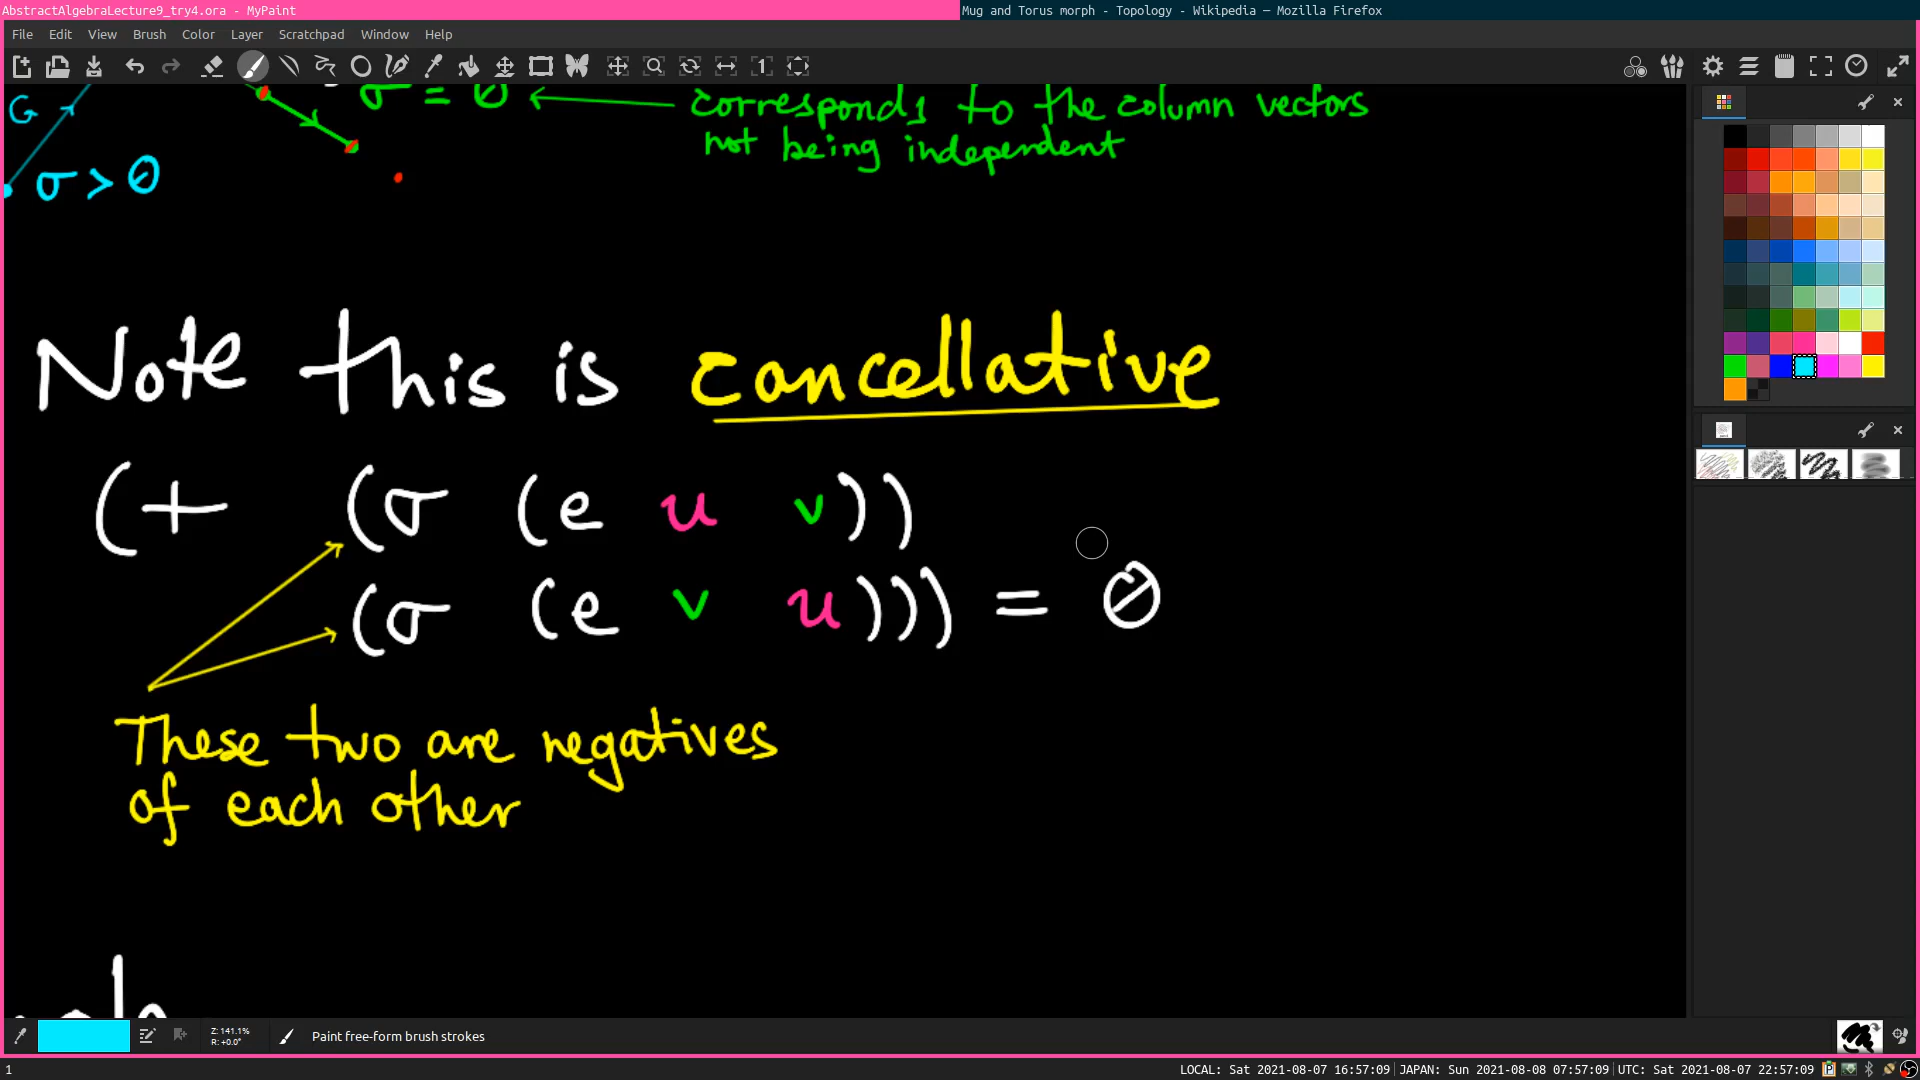 AbstractAlgebraLecture9_try4.ora - MyPaint
Mug and Torus morph - Topology - Wikipedia — Mozilla Firefox
File Edit View Brush Color Layer Scratchpad Window Help
G
σ > 0
σ = 0 ← corresponds to the column vectors
not being independent
Note this is cancellative
(+ (σ (e u v))
(σ (e v u))) = 0
These two are negatives
of each other
Z: 141.1%
R: +0.0°
Paint free-form brush strokes
1
LOCAL: Sat 2021-08-07 16:57:09 | JAPAN: Sun 2021-08-08 07:57:09 | UTC: Sat 2021-08-07 22:57:09